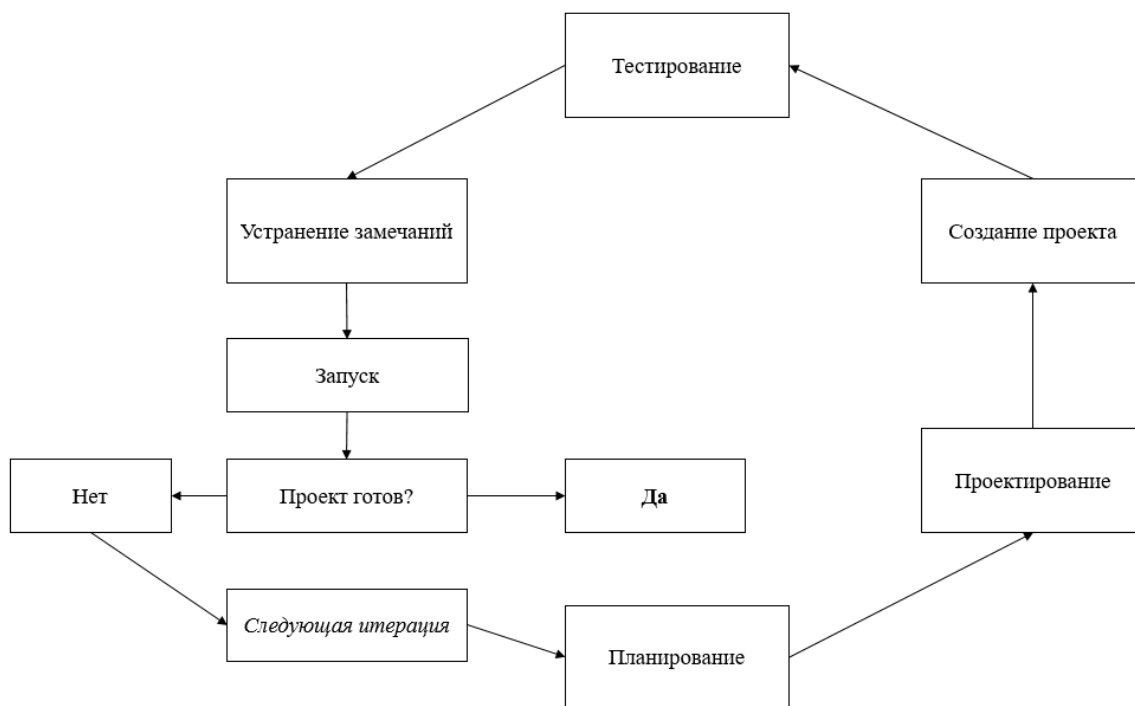 Тестирование
Устранение замечаний
Создание проекта
Запуск
Нет
Проект готов?
Да
Проектирование
Следующая итерация
Планирование